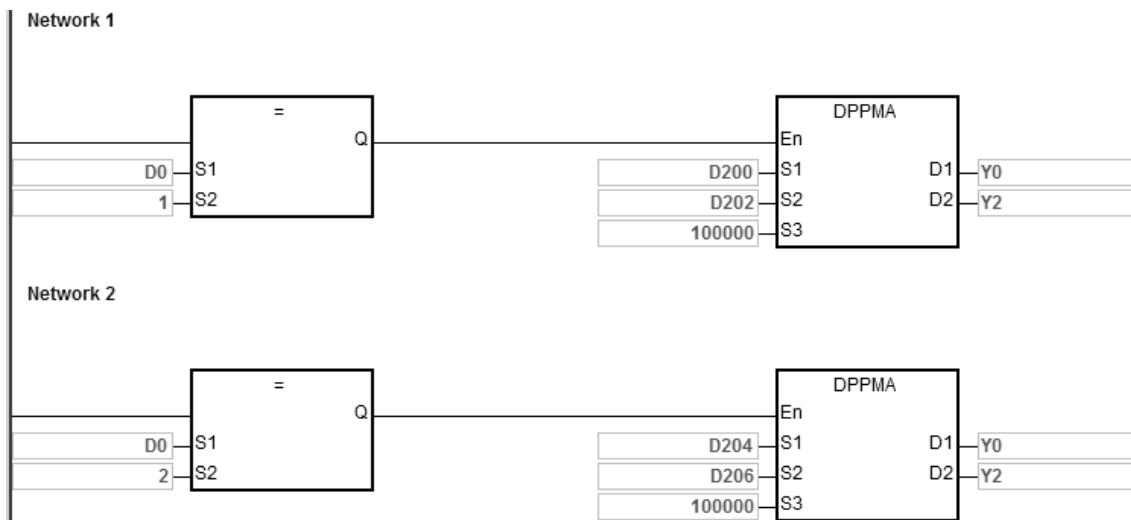 Network 1
=
DPPMA
Q
En
D0 S1
D200 S1 D1 Y0
1 S2
D202 S2 D2 Y2
100000 S3
Network 2
=
DPPMA
Q
En
D0 S1
D204 S1 D1 Y0
2 S2
D206 S2 D2 Y2
100000 S3